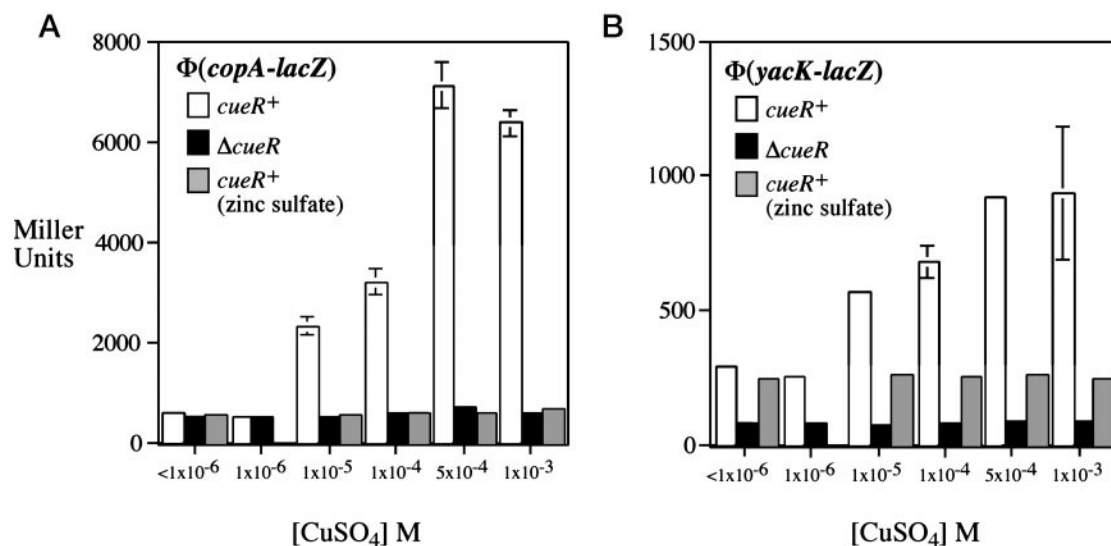 A
8000
6000
4000
2000
0
Miller
Units
Φ(copA-lacZ)
cueR⁺
ΔcueR
cueR⁺
(zinc sulfate)
<1x10⁻⁶ 1x10⁻⁶ 1x10⁻⁵ 1x10⁻⁴ 5x10⁻⁴ 1x10⁻³
[CuSO₄] M
B
1500
1000
500
0
Φ(yacK-lacZ)
cueR⁺
ΔcueR
cueR⁺
(zinc sulfate)
<1x10⁻⁶ 1x10⁻⁶ 1x10⁻⁵ 1x10⁻⁴ 5x10⁻⁴ 1x10⁻³
[CuSO₄] M